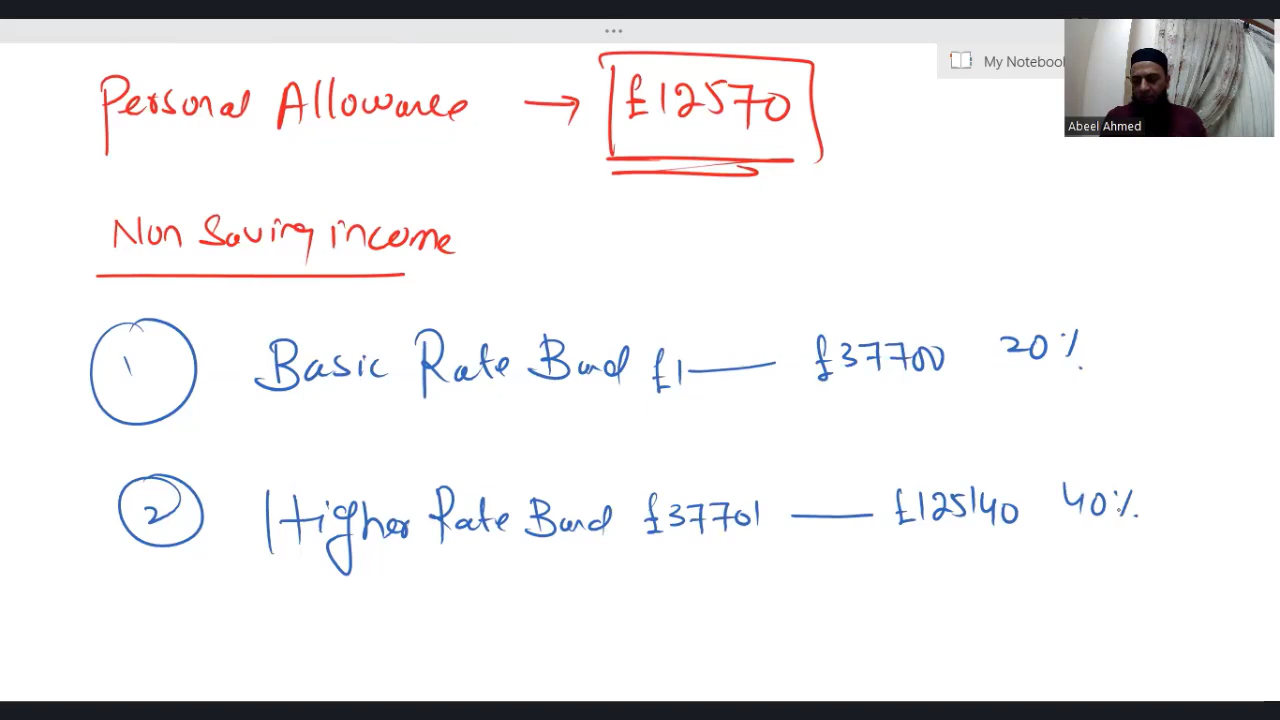 My Notebook
Abeel Ahmed
Personal Allowance → £12570
Non Saving income
1 Basic Rate Band £1 — £37700 20%
2 Higher Rate Band £37701 — £125140 40%